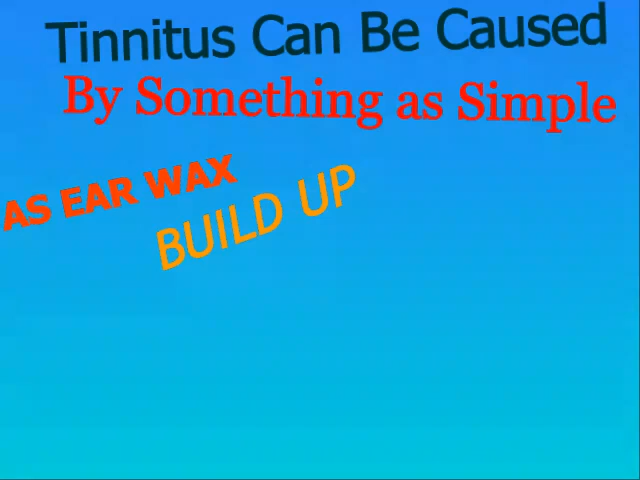 Tinnitus Can Be Caused
By Something as Simple
AS EAR WAX
BUILD UP